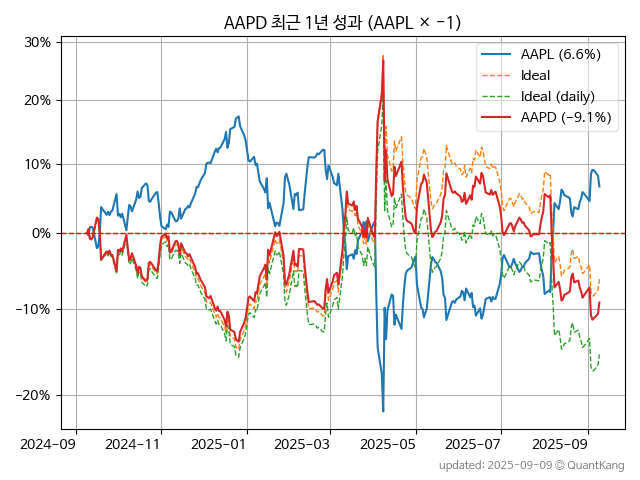 AAPD 최근 1년 성과 (AAPL × −1)
30%
20%
10%
0%
−10%
−20%
AAPL (6.6%)
Ideal
Ideal (daily)
AAPD (−9.1%)
2024-09
2024-11
2025-01
2025-03
2025-05
2025-07
2025-09
updated: 2025-09-09 © QuantKang